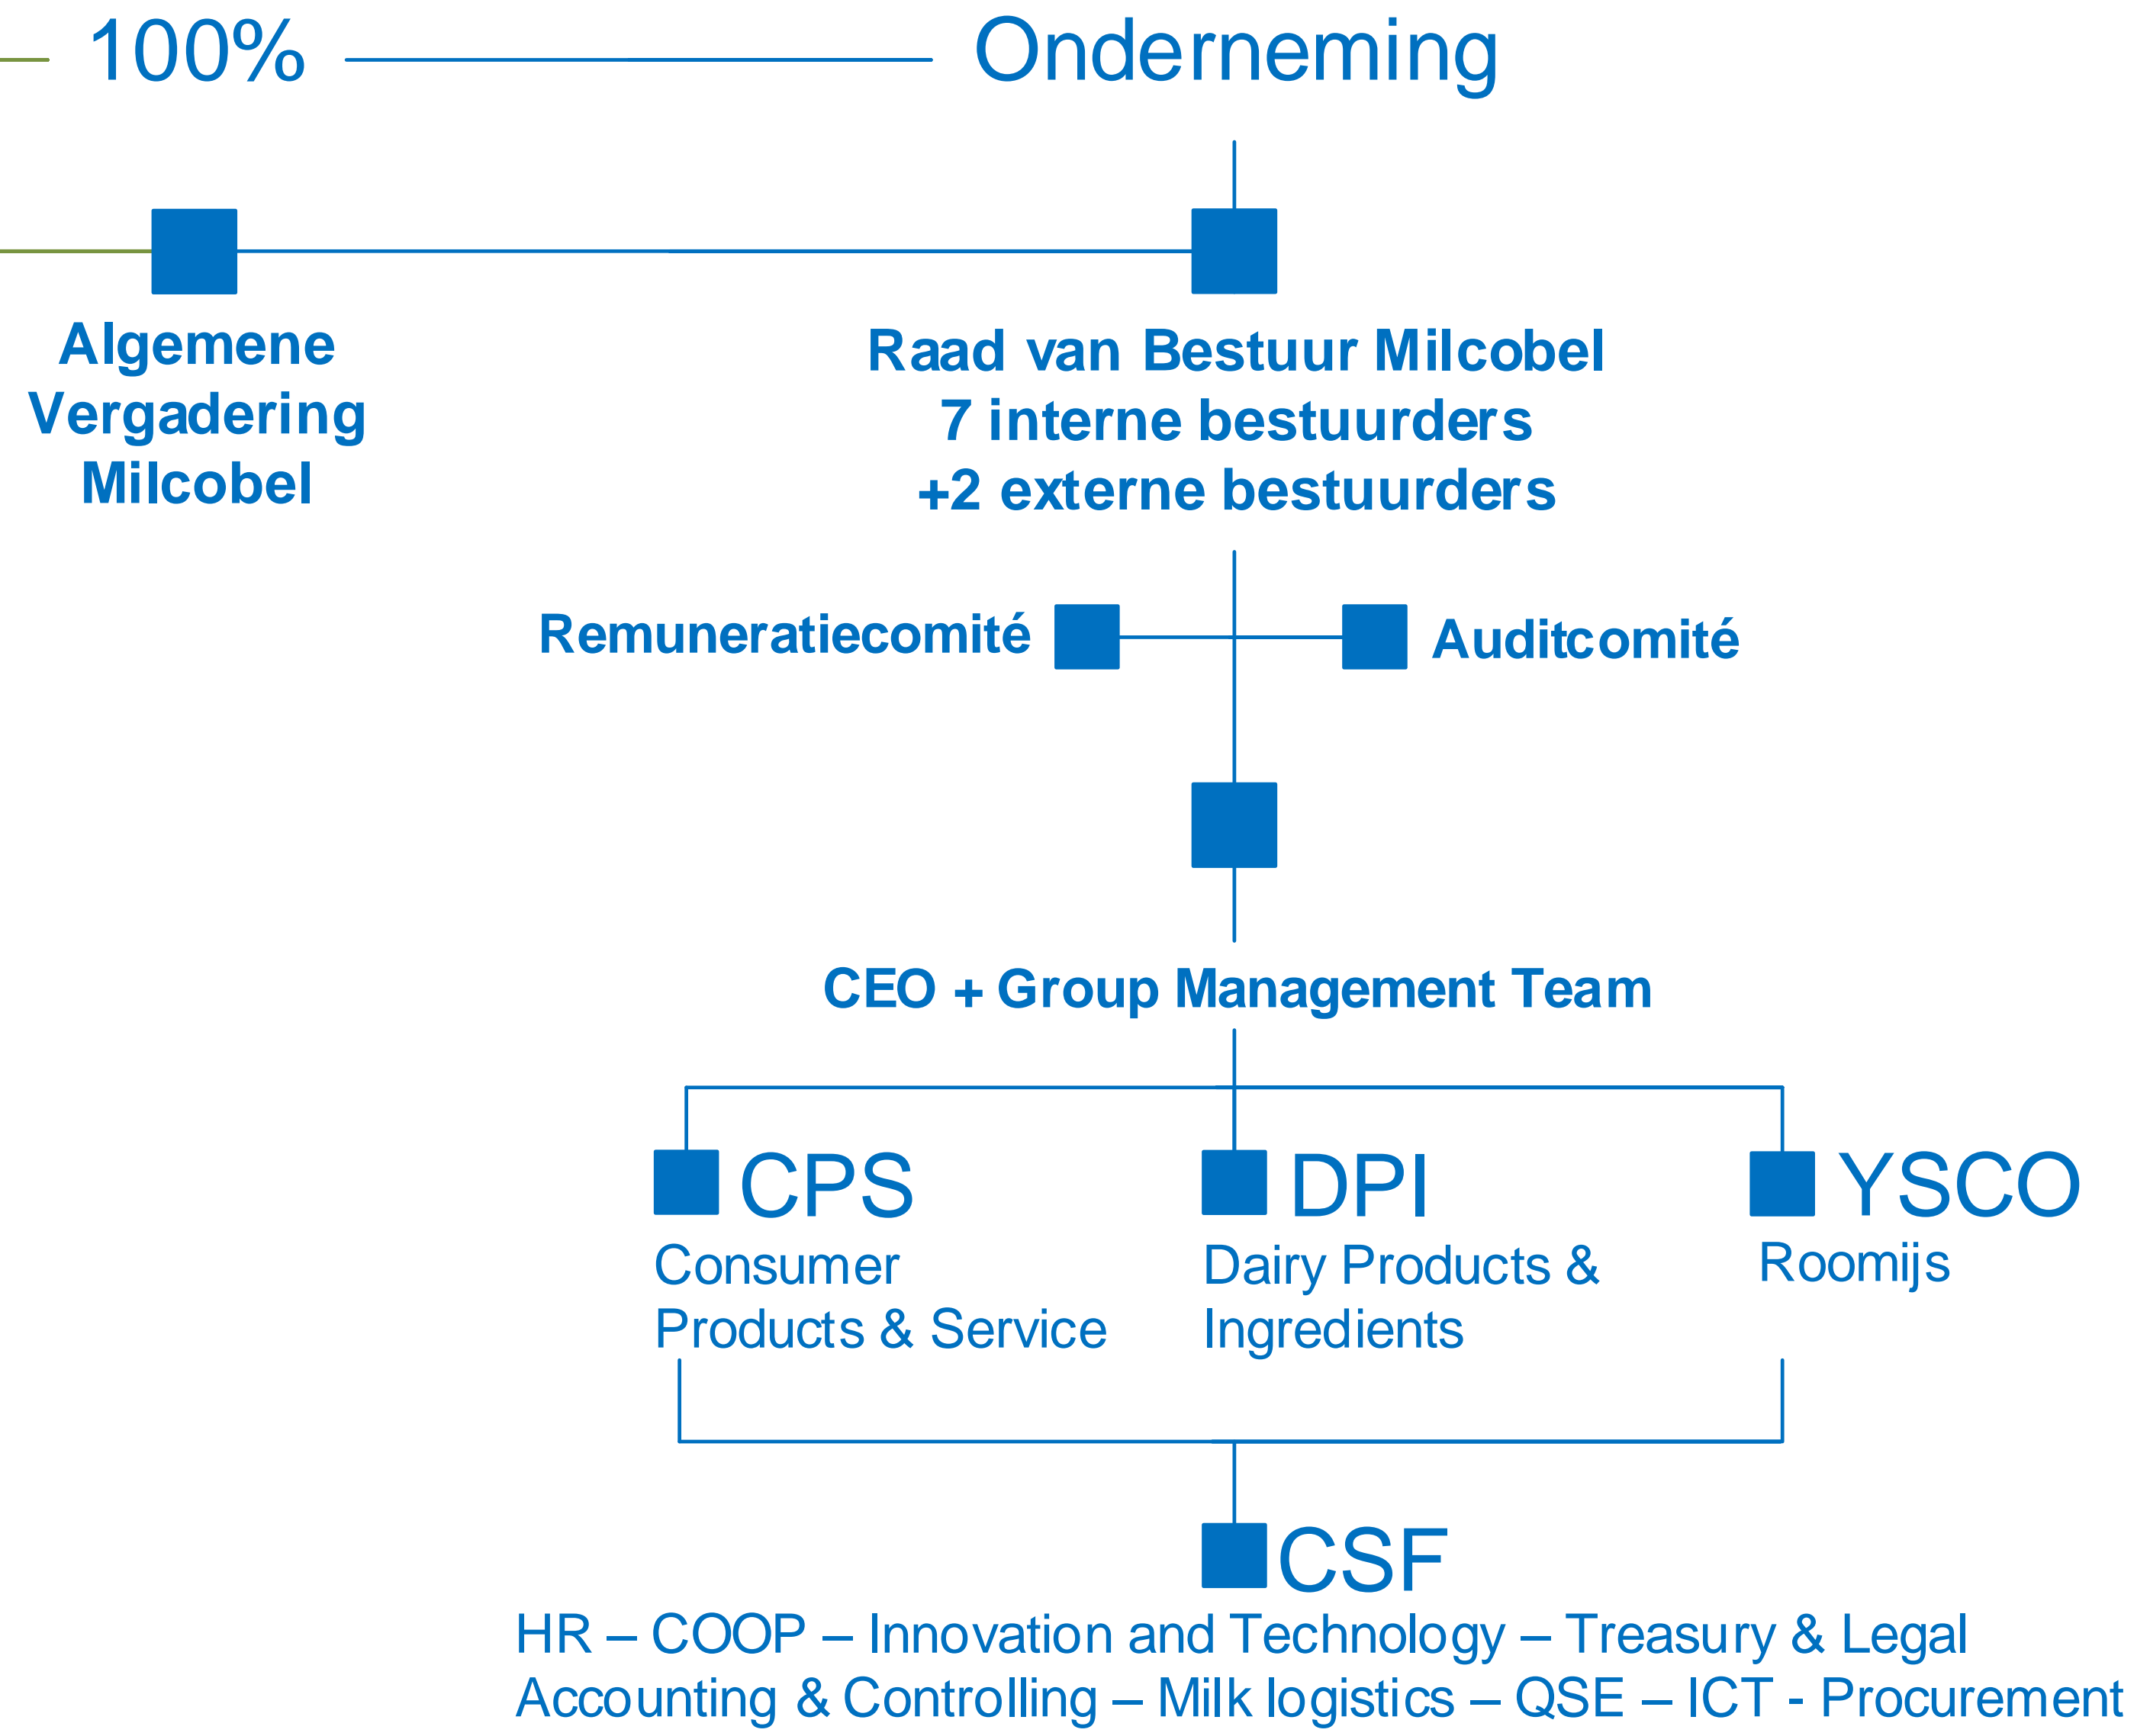 100%
Onderneming
Algemene
Vergadering
Milcobel
Raad van Bestuur Milcobel
7 interne bestuurders
+2 externe bestuurders
Remuneratiecomité
Auditcomié
CEO + Group Management Team
CPS
Consumer
Products & Service
DPI
Dairy Products &
Ingredients
YSCO
Roomijs
CSF
HR – COOP – Innovation and Technology – Treasury & Legal
Accounting & Controlling – Milk logistics – QSE – ICT - Procurement